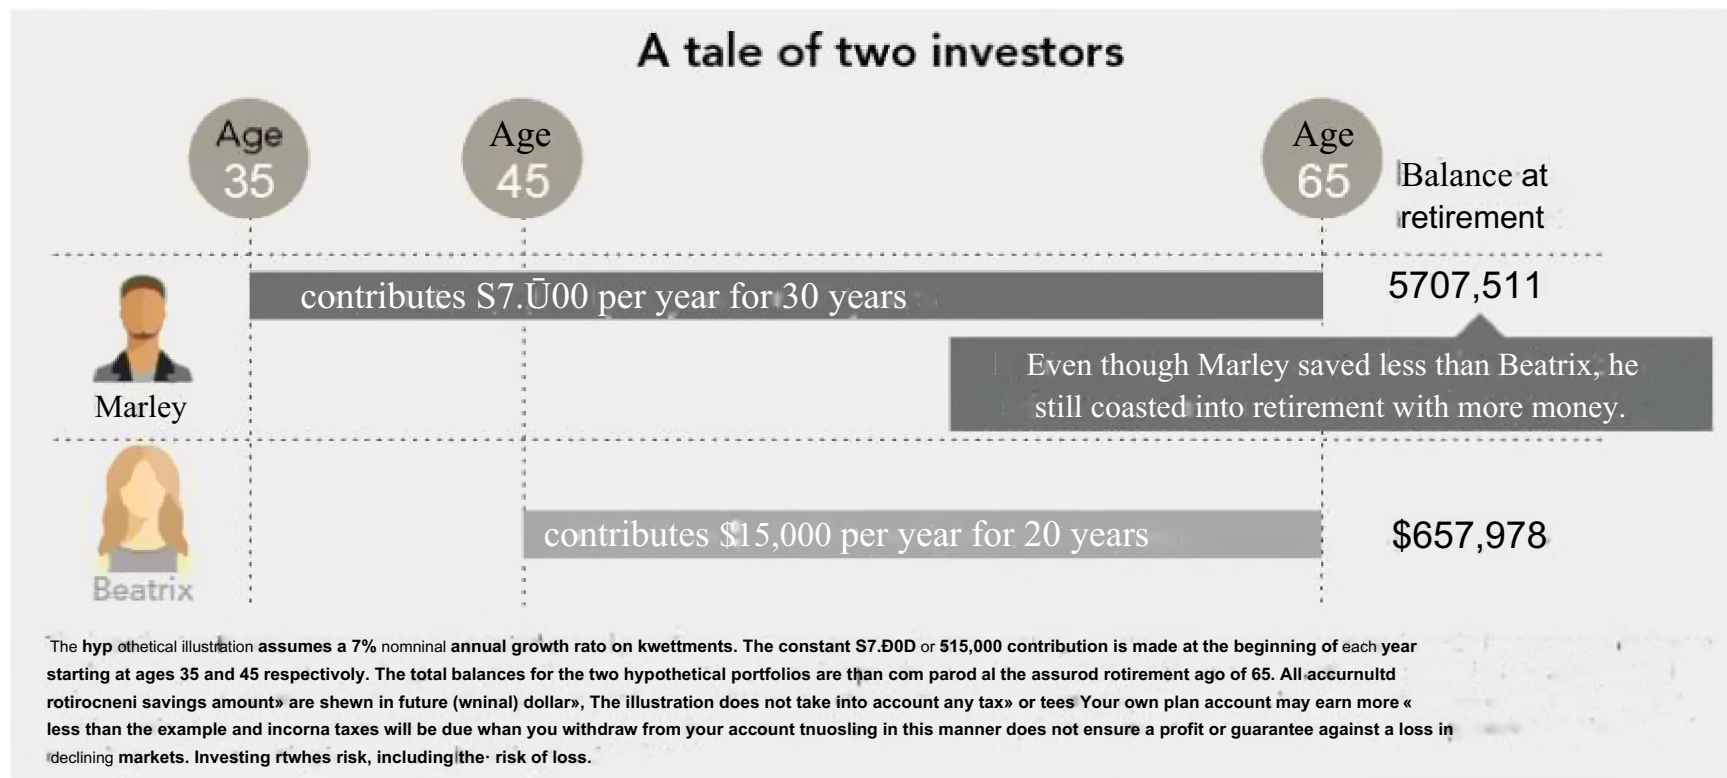 A tale of two investors
Age
35
Age
45
Age
65
Balance at
retirement
contributes S7.Ū00 per year for 30 years
5707,511
Even though Marley saved less than Beatrix, he
still coasted into retirement with more money.
Marley
contributes $15,000 per year for 20 years
$657,978
Beatrix
The hyp othetical illustration assumes a 7% nomninal annual growth rato on kwettments. The constant S7.Đ0D or 515,000 contribution is made at the beginning of each year
starting at ages 35 and 45 respectivoly. The total balances for the two hypothetical portfolios are than com parod al the assurod rotirement ago of 65. All accurnultd
rotirocneni savings amount» are shewn in future (wninal) dollar», The illustration does not take into account any tax» or tees Your own plan account may earn more «
less than the example and incorna taxes will be due whan you withdraw from your account tnuosling in this manner does not ensure a profit or guarantee against a loss in
declining markets. Investing rtwhes risk, including the· risk of loss.